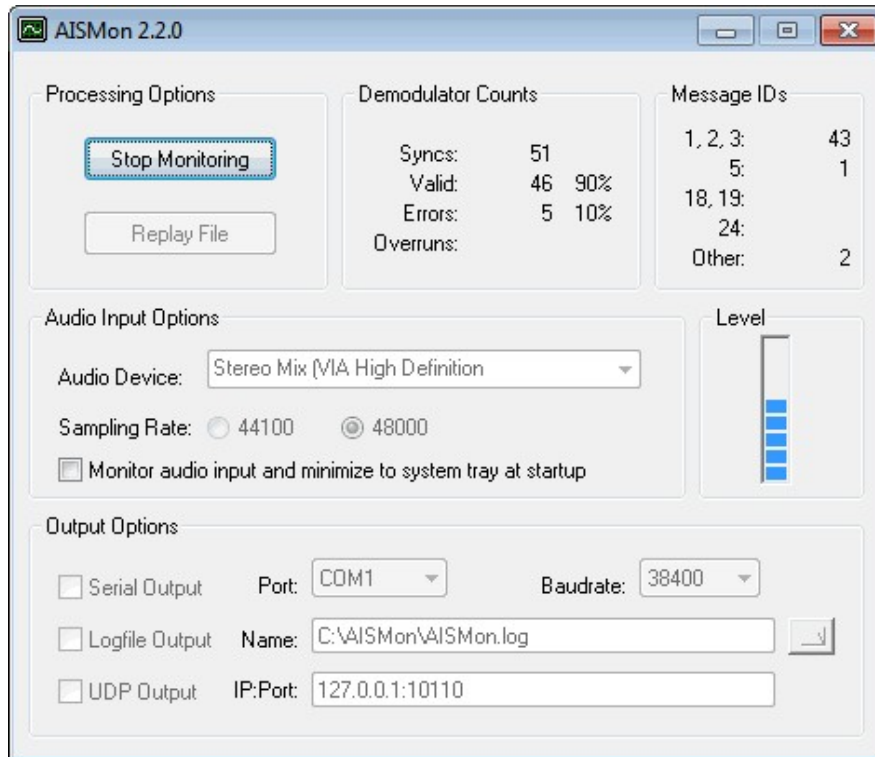 AISMon 2.2.0
Processing Options
Stop Monitoring
Replay File
Demodulator Counts
Syncs: 51
Valid: 46 90%
Errors: 5 10%
Overruns:
Message IDs
1, 2, 3: 43
5: 1
18, 19:
24:
Other: 2
Audio Input Options
Audio Device: Stereo Mix (VIA High Definition
Sampling Rate: 44100 48000
Monitor audio input and minimize to system tray at startup
Level
Output Options
Serial Output Port: COM1 Baudrate: 38400
Logfile Output Name: C:\AISMon\AISMon.log
UDP Output IP:Port: 127.0.0.1:10110